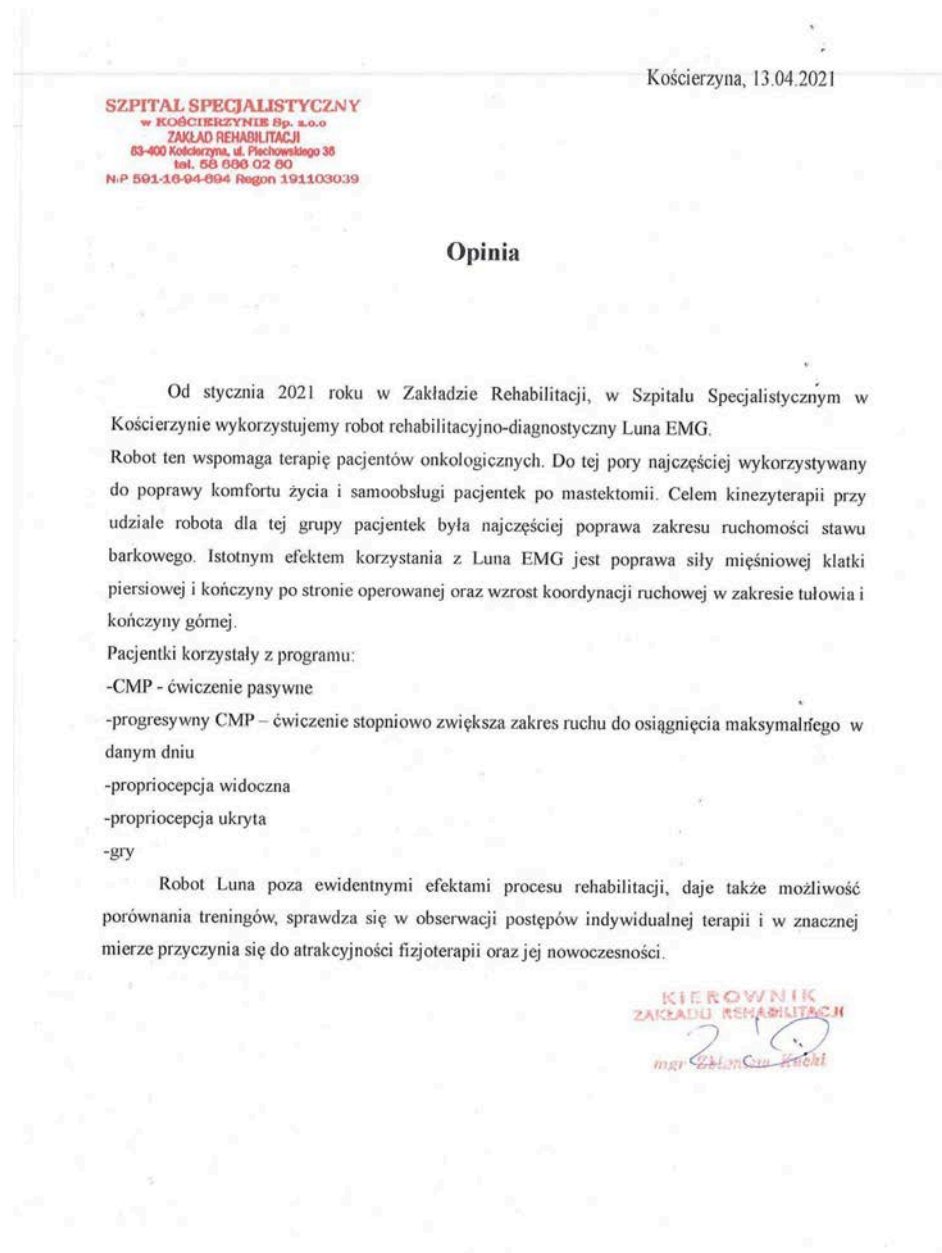 Kościerzyna, 13.04.2021
SZPITAL SPECJALISTYCZNY
w KOŚCIERZYNIE Sp. z.o.o
ZAKŁAD REHABILITACJI
83-400 Kościerzyna, ul. Piechowskiego 36
tel. 58 686 02 60
NiP 591-16-94-694 Regon 191103039
Opinia
Od stycznia 2021 roku w Zakładzie Rehabilitacji, w Szpitalu Specjalistycznym w
Kościerzynie wykorzystujemy robot rehabilitacyjno-diagnostyczny Luna EMG.
Robot ten wspomaga terapię pacjentów onkologicznych. Do tej pory najczęściej wykorzystywany
do poprawy komfortu życia i samoobsługi pacjentek po mastektomii. Celem kinezyterapii przy
udziale robota dla tej grupy pacjentek była najczęściej poprawa zakresu ruchomości stawu
barkowego. Istotnym efektem korzystania z Luna EMG jest poprawa siły mięśniowej klatki
piersiowej i kończyny po stronie operowanej oraz wzrost koordynacji ruchowej w zakresie tułowia i
kończyny górnej.
Pacjentki korzystały z programu:
-CMP - ćwiczenie pasywne
-progresywny CMP – ćwiczenie stopniowo zwiększa zakres ruchu do osiągnięcia maksymalnego w
danym dniu
-propriocepcja widoczna
-propriocepcja ukryta
-gry
Robot Luna poza ewidentnymi efektami procesu rehabilitacji, daje także możliwość
porównania treningów, sprawdza się w obserwacji postępów indywidualnej terapii i w znacznej
mierze przyczynia się do atrakcyjności fizjoterapii oraz jej nowoczesności.
KIEROWNIK
ZAKŁADU REHABILITACJI
mgr